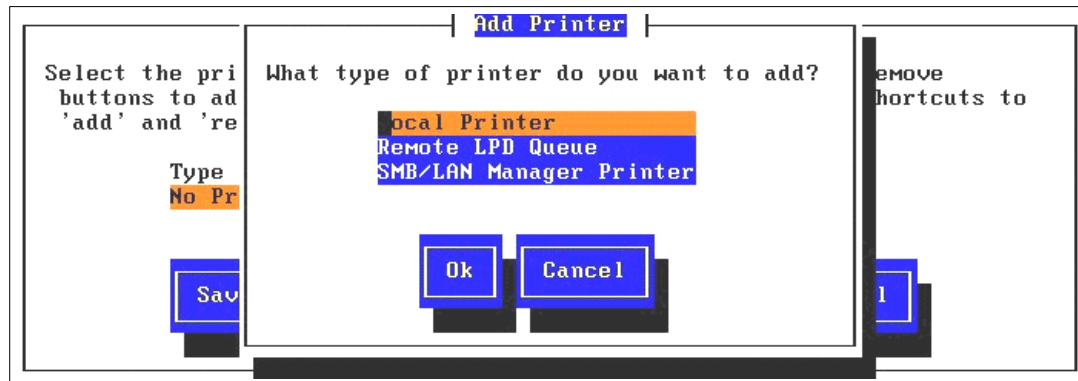 Add Printer
Select the pri
buttons to ad
'add' and 're
What type of printer do you want to add?
emove
hortcuts to
Local Printer
Remote LPD Queue
SMB/LAN Manager Printer
Type
No Pr
Ok
Cancel
Sav
l